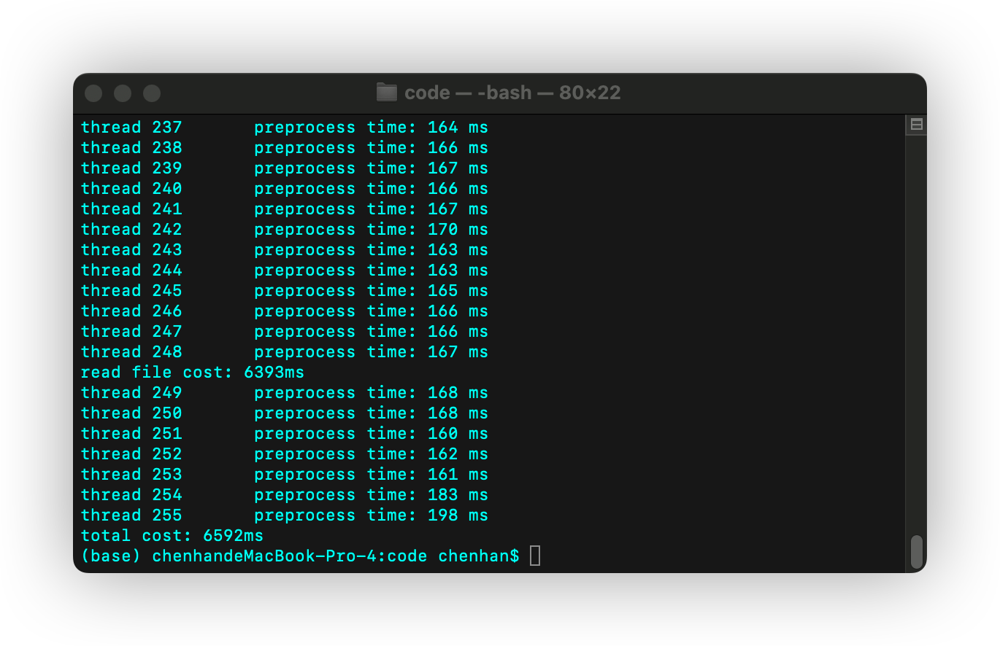 code — -bash — 80×22
thread 237       preprocess time: 164 ms
thread 238       preprocess time: 166 ms
thread 239       preprocess time: 167 ms
thread 240       preprocess time: 166 ms
thread 241       preprocess time: 167 ms
thread 242       preprocess time: 170 ms
thread 243       preprocess time: 163 ms
thread 244       preprocess time: 163 ms
thread 245       preprocess time: 165 ms
thread 246       preprocess time: 166 ms
thread 247       preprocess time: 166 ms
thread 248       preprocess time: 167 ms
read file cost: 6393ms
thread 249       preprocess time: 168 ms
thread 250       preprocess time: 168 ms
thread 251       preprocess time: 160 ms
thread 252       preprocess time: 162 ms
thread 253       preprocess time: 161 ms
thread 254       preprocess time: 183 ms
thread 255       preprocess time: 198 ms
total cost: 6592ms
(base) chenhandeMacBook-Pro-4:code chenhan$